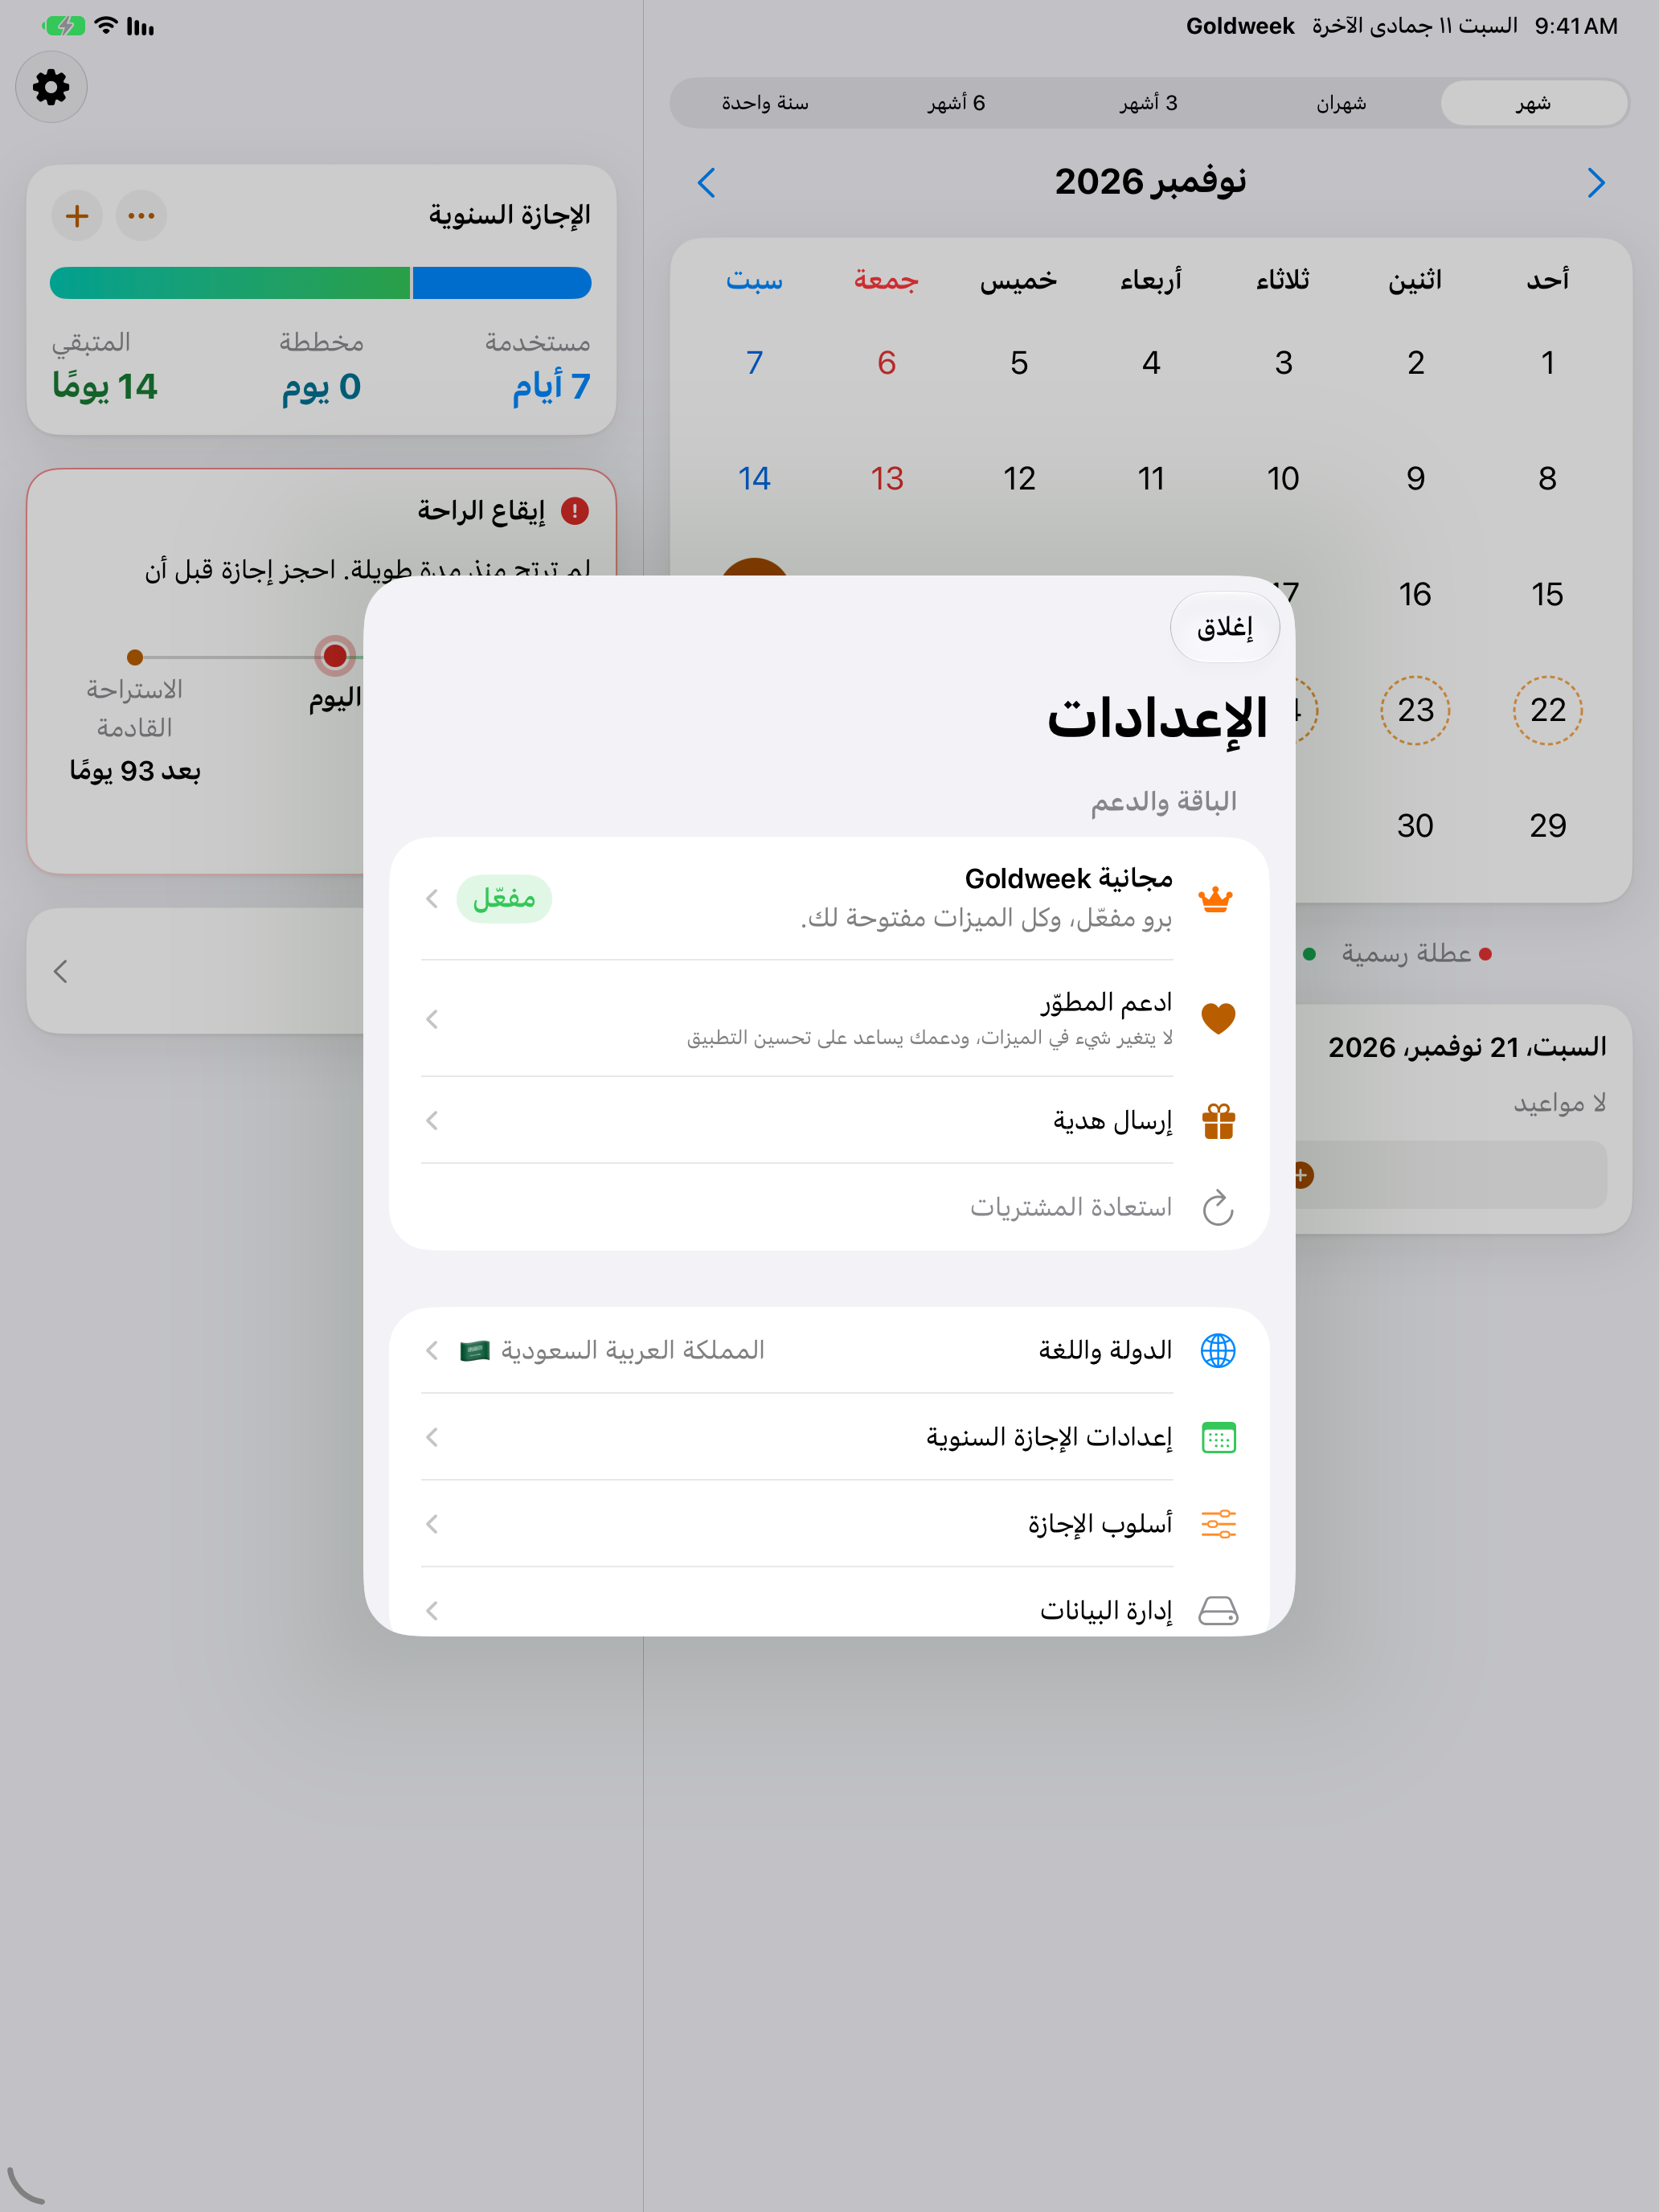 9:41 AM السبت ١١ جمادى الآخرة Goldweek
شهر شهران 3 أشهر 6 أشهر سنة واحدة
نوفمبر 2026
أحد اثنين ثلاثاء أربعاء خميس جمعة سبت
1 2 3 4 5 6 7
8 9 10 11 12 13 14
15 16
22 23
29 30
عطلة رسمية
السبت، 21 نوفمبر، 2026
لا مواعيد
الإجازة السنوية
مستخدمة مخططة المتبقي
7 أيام 0 يوم 14 يومًا
إيقاع الراحة
لم ترتح منذ مدة طويلة. احجز إجازة قبل أن
اليوم
الاستراحة
القادمة
بعد 93 يومًا
إغلاق
الإعدادات
الباقة والدعم
مجانية Goldweek
برو مفعّل، وكل الميزات مفتوحة لك.
مفعّل
ادعم المطوّر
لا يتغير شيء في الميزات، ودعمك يساعد على تحسين التطبيق
إرسال هدية
استعادة المشتريات
الدولة واللغة المملكة العربية السعودية
إعدادات الإجازة السنوية
أسلوب الإجازة
إدارة البيانات